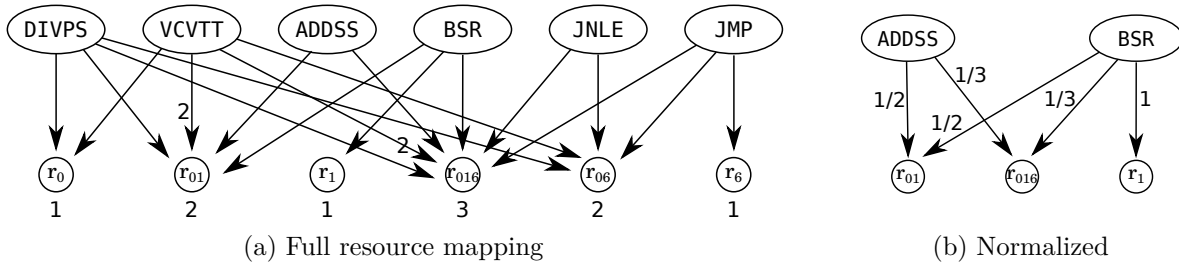 DIVPS VCVTT ADDSS BSR JNLE JMP
2
2
r0 r01 r1 r016 r06 r6
1 2 1 3 2 1
(a) Full resource mapping
ADDSS BSR
1/3
1/2 1/3 1
1/2
r01 r016 r1
(b) Normalized